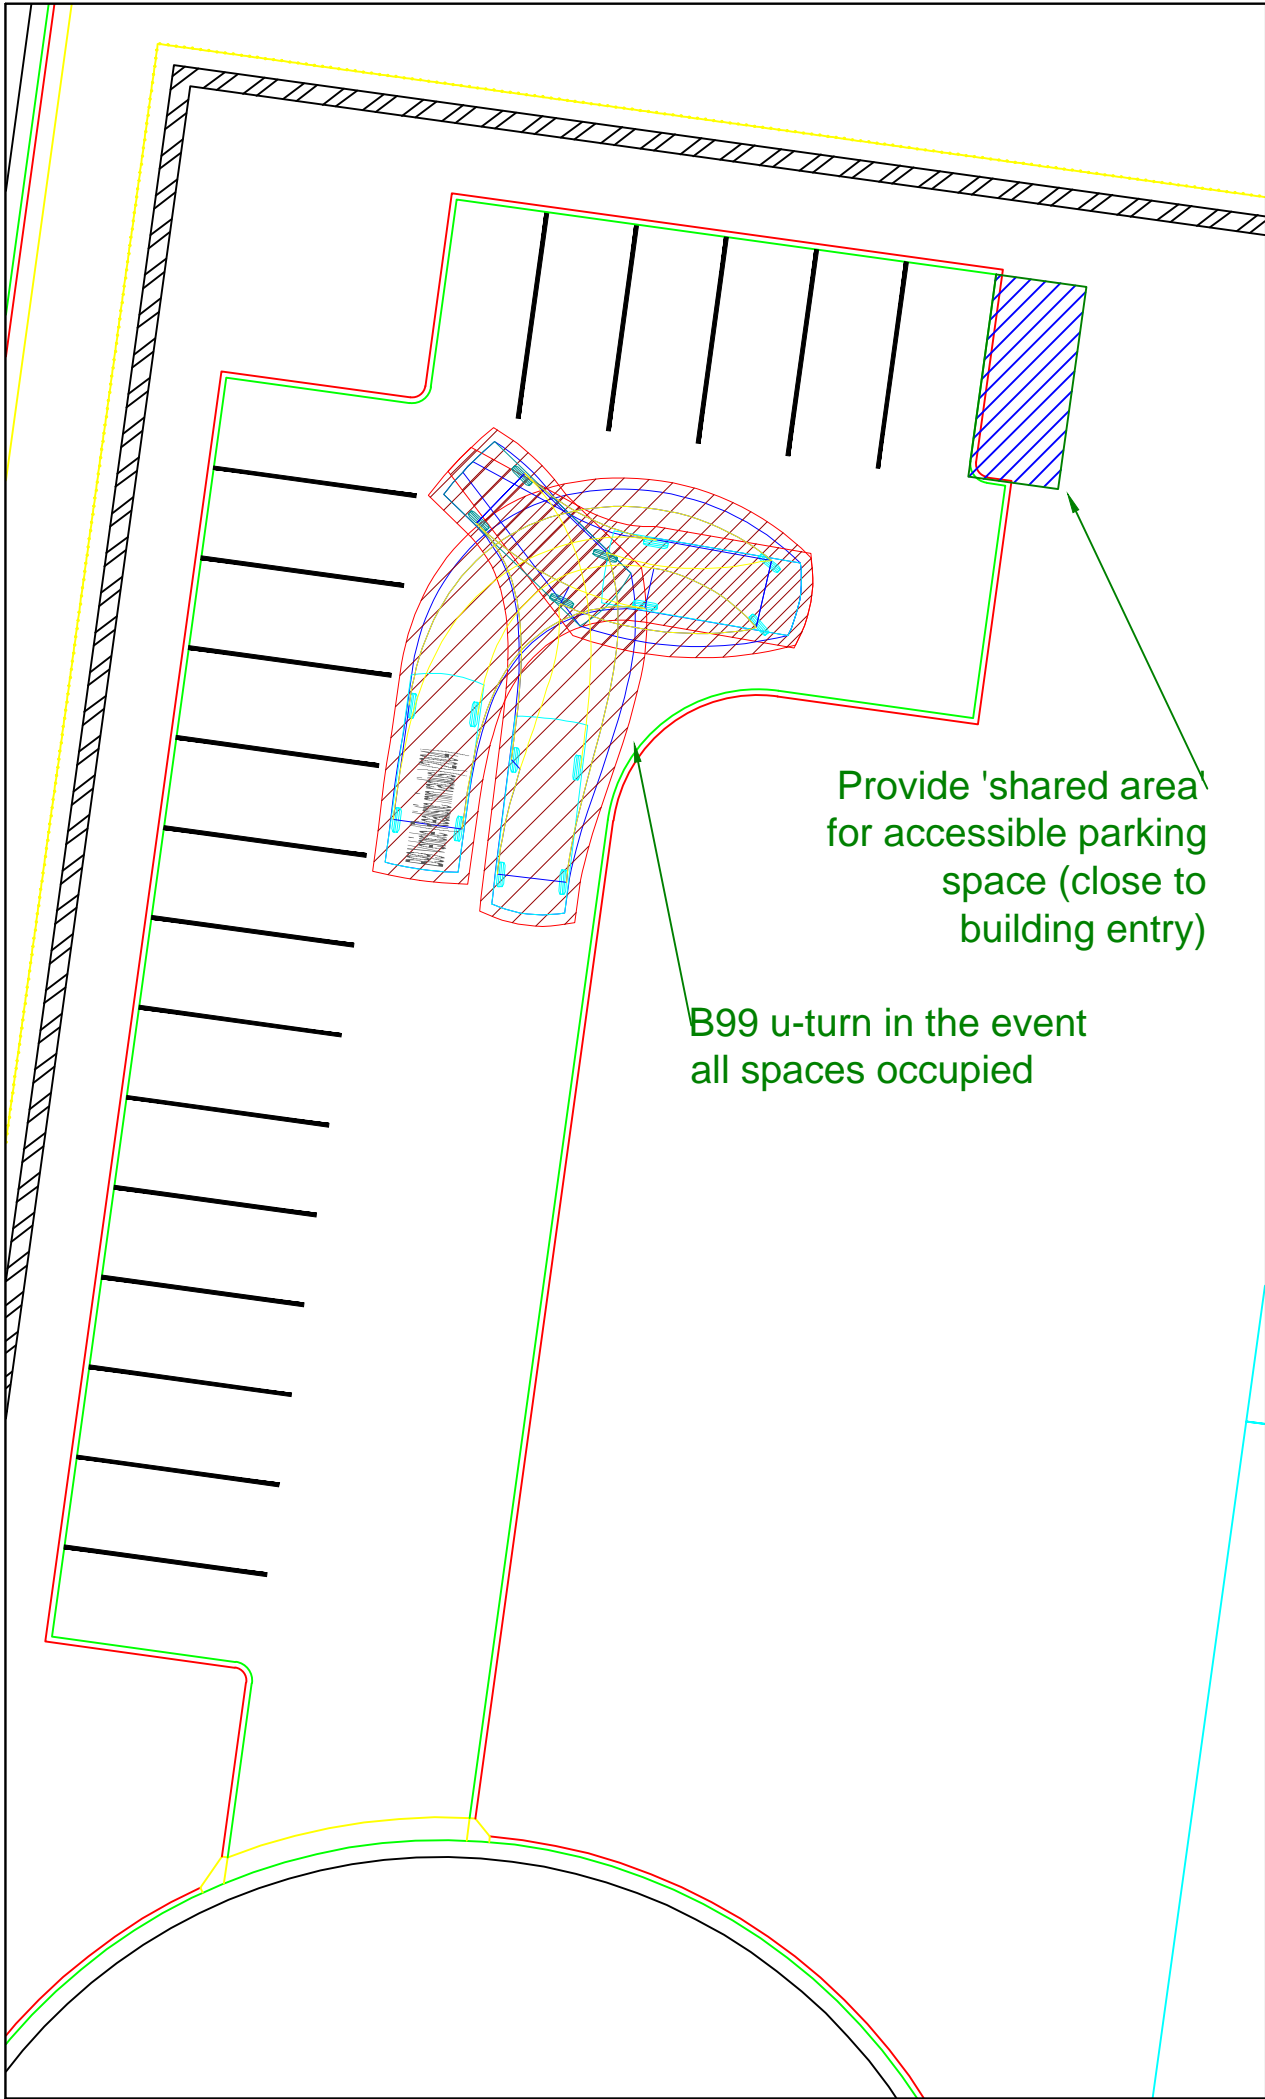 Provide 'shared area'
for accessible parking
space (close to
building entry)
B99 u-turn in the event
all spaces occupied